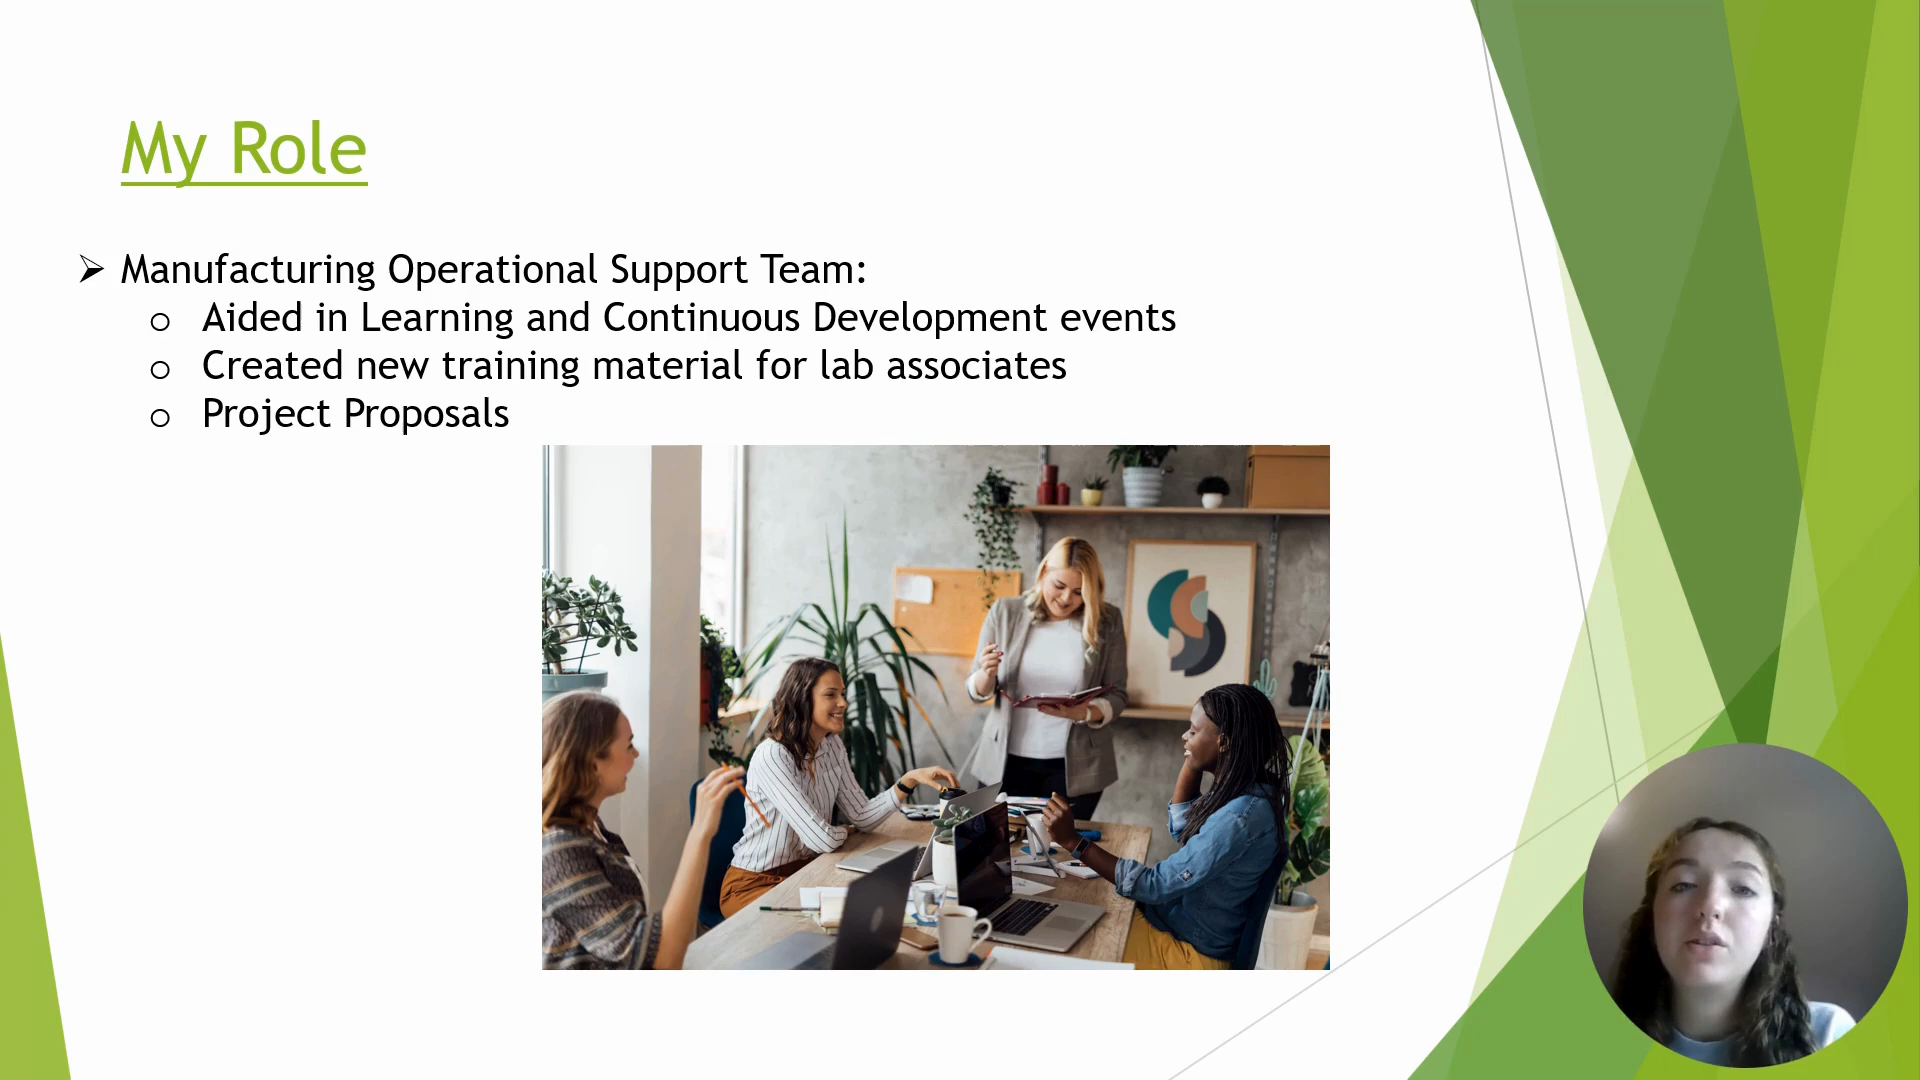 My Role
Manufacturing Operational Support Team:
Aided in Learning and Continuous Development events
Created new training material for lab associates
Project Proposals